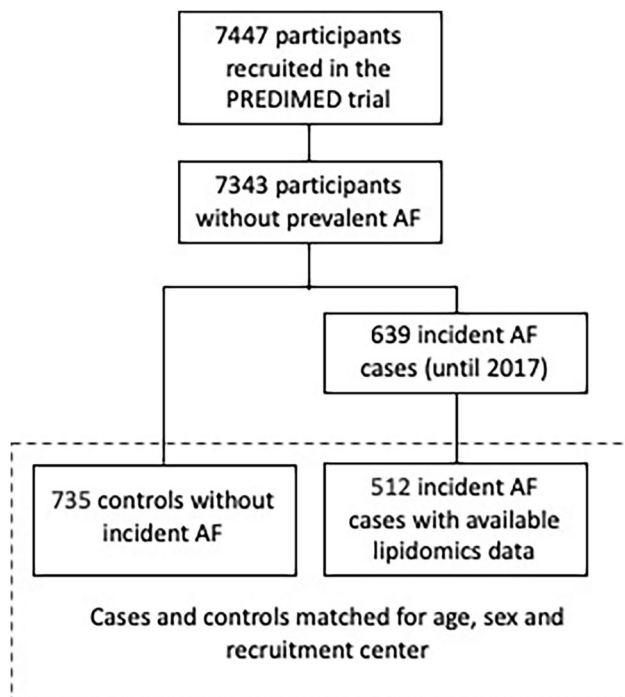 7447 participants
recruited in the
PREDIMED trial
7343 participants
without prevalent AF
639 incident AF
cases (until 2017)
735 controls without
incident AF
512 incident AF
cases with available
lipidomics data
Cases and controls matched for age, sex and
recruitment center